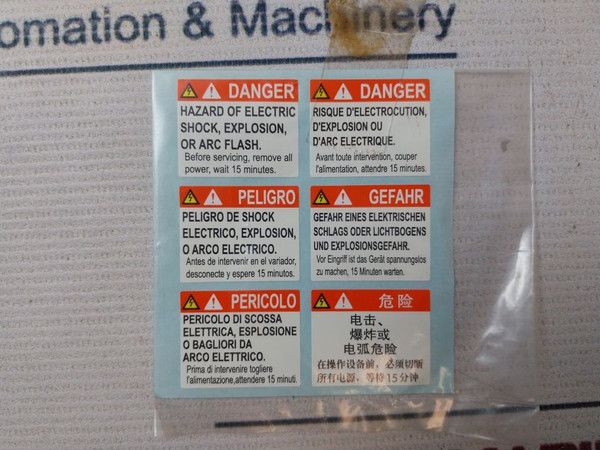 omation & Machinery
DANGER
HAZARD OF ELECTRIC
SHOCK, EXPLOSION,
OR ARC FLASH.
Before servicing, remove all
power, wait 15 minutes.
DANGER
RISQUE D'ELECTROCUTION,
D'EXPLOSION OU
D'ARC ELECTRIQUE.
Avant toute intervention, couper
l'alimentation, attendre 15 minutes.
PELIGRO
PELIGRO DE SHOCK
ELECTRICO, EXPLOSION,
O ARCO ELECTRICO.
Antes de intervenir en el variador,
desconecte y espere 15 minutos.
GEFAHR
GEFAHR EINES ELEKTRISCHEN
SCHLAGS ODER LICHTBOGENS
UND EXPLOSIONSGEFAHR.
Vor Eingriff ist das Gerät spannungslos
zu machen, 15 Minuten warten.
PERICOLO
PERICOLO DI SCOSSA
ELETTRICA, ESPLOSIONE
O BAGLIORI DA
ARCO ELETTRICO.
Prima di intervenire togliere
l'alimentazione,attendere 15 minuti.
危险
电击、
爆炸或
电弧危险
在操作设备前，必须切断
所有电源，等待15分钟